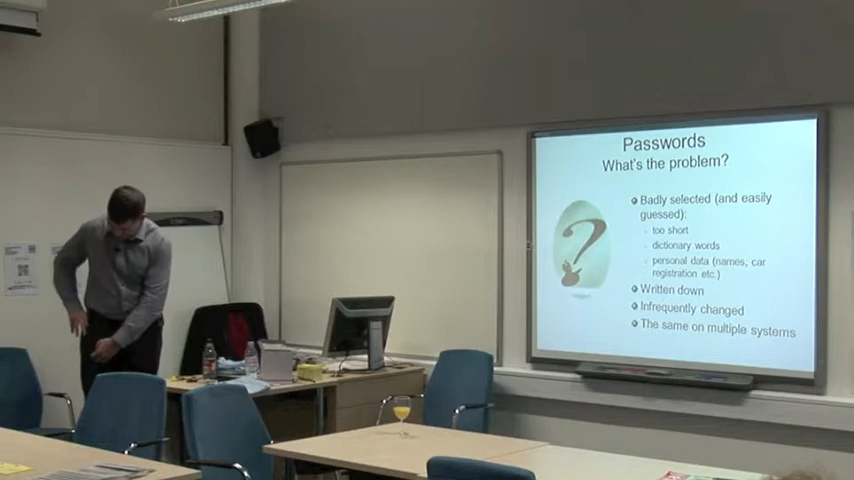 Passwords
What's the problem?
Badly selected (and easily
guessed):
too short
dictionary words
personal data (names, car
registration etc.)
Written down
Infrequently changed
The same on multiple systems